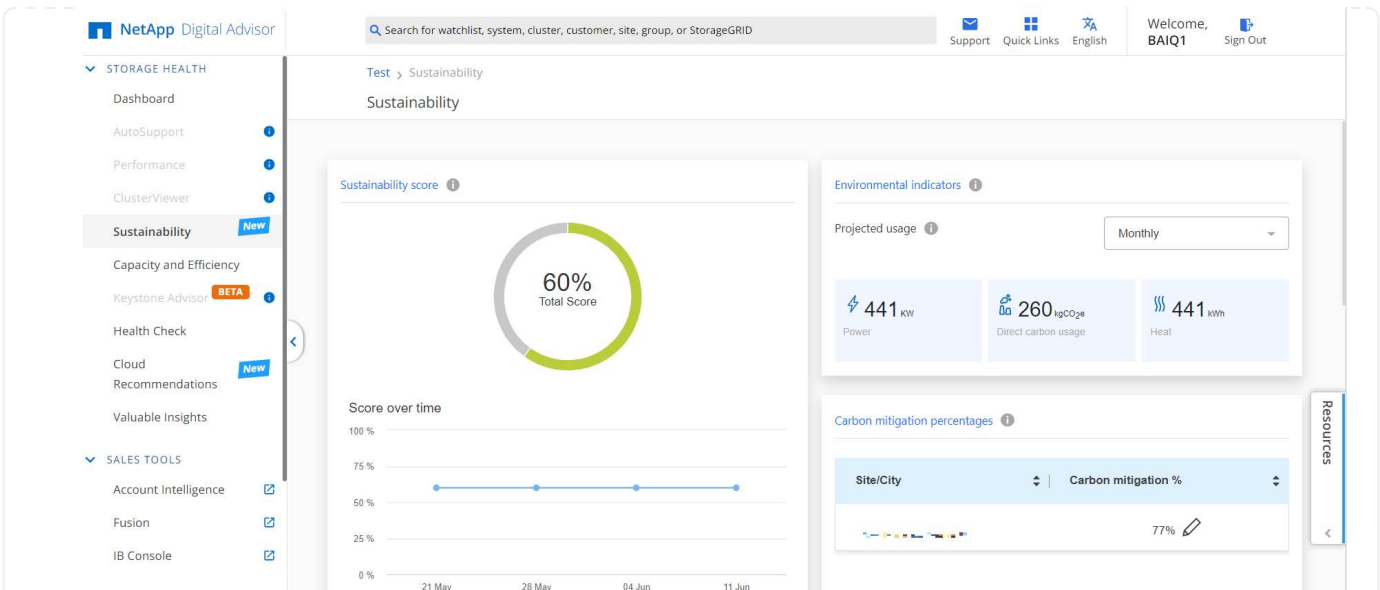 NetApp Digital Advisor
Search for watchlist, system, cluster, customer, site, group, or StorageGRID
Support
Quick Links
English
Welcome,
BAIQ1
Sign Out
STORAGE HEALTH
Dashboard
AutoSupport
Performance
ClusterViewer
Sustainability New
Capacity and Efficiency
Keystone Advisor BETA
Health Check
Cloud
Recommendations New
Valuable Insights
SALES TOOLS
Account Intelligence
Fusion
IB Console
Test > Sustainability
Sustainability
Sustainability score
60%
Total Score
Score over time
100 %
75 %
50 %
25 %
0 %
21 May 28 May 04 Jun 11 Jun
Environmental indicators
Projected usage
Monthly
441 KW
Power
260 kgCO2e
Direct carbon usage
441 kWh
Heat
Carbon mitigation percentages
Site/City Carbon mitigation %
77%
Resources